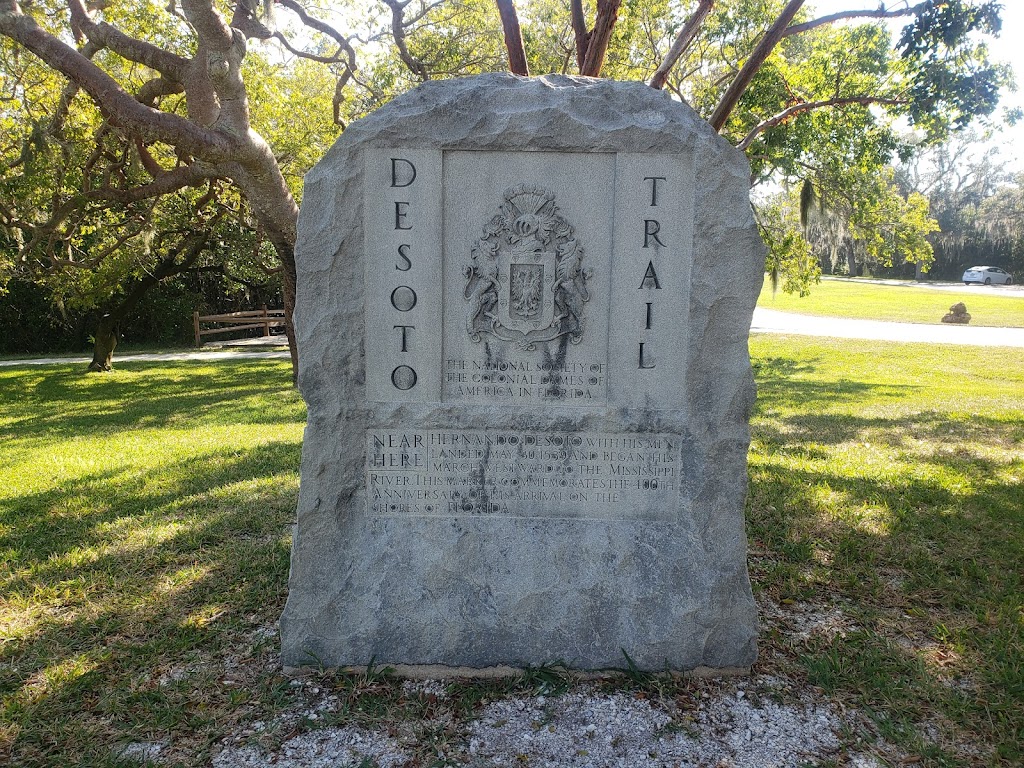 DE SOTO
TRAIL
THE NATIONAL SOCIETY OF
THE COLONIAL DAMES OF
AMERICA IN FLORIDA
NEAR HERE HERNANDO DE SOTO WITH HIS MEN
LANDED MAY 30 1539 AND BEGAN HIS
MARCH WESTWARD TO THE MISSISSIPPI
RIVER. THIS MARKER COMMEMORATES THE 400TH
ANNIVERSARY OF HIS ARRIVAL ON THE
SHORES OF FLORIDA